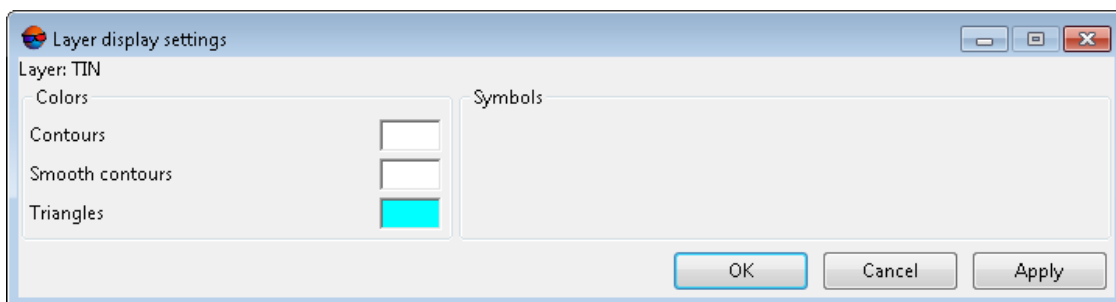 Layer display settings
Layer: TIN
Colors
Symbols
Contours
Smooth contours
Triangles
OK
Cancel
Apply